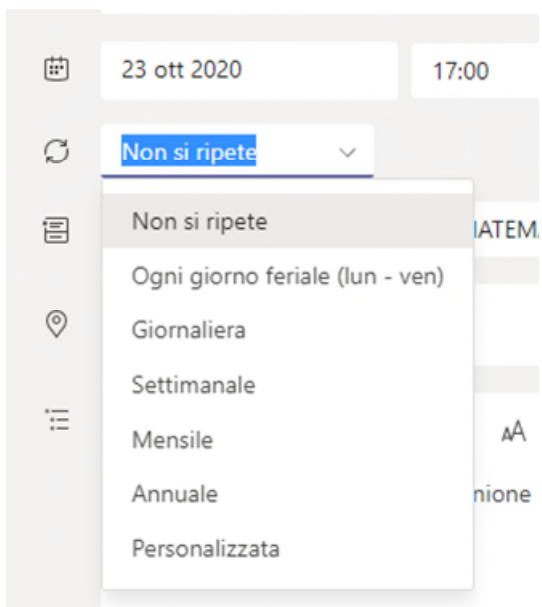 23 ott 2020 17:00
Non si ripete
Non si ripete
Ogni giorno feriale (lun - ven)
Giornaliera
Settimanale
Mensile
Annuale
Personalizzata